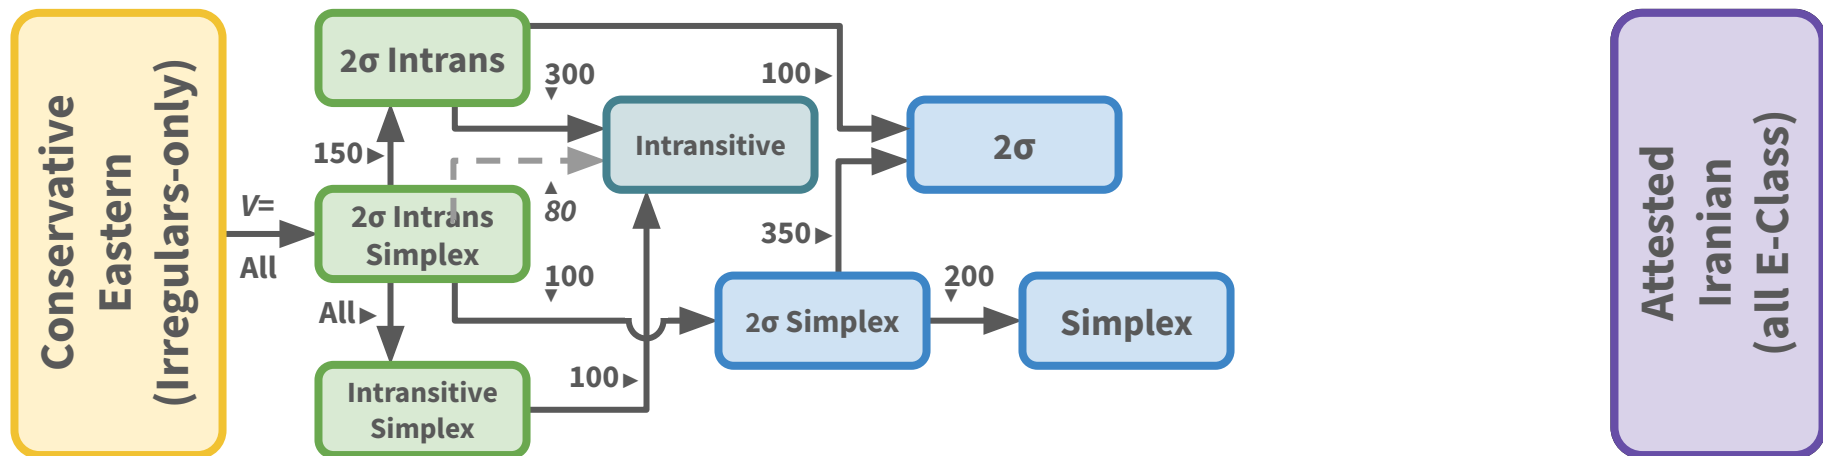 Conservative
Eastern
(Irregulars-only)
V=
All
2σ Intrans
150►
2σ Intrans
Simplex
All►
Intransitive
Simplex
300
▼
▲
80
100
▼
100►
Intransitive
100►
350►
2σ
2σ Simplex
200
▼
Simplex
Attested
Iranian
(all E-Class)